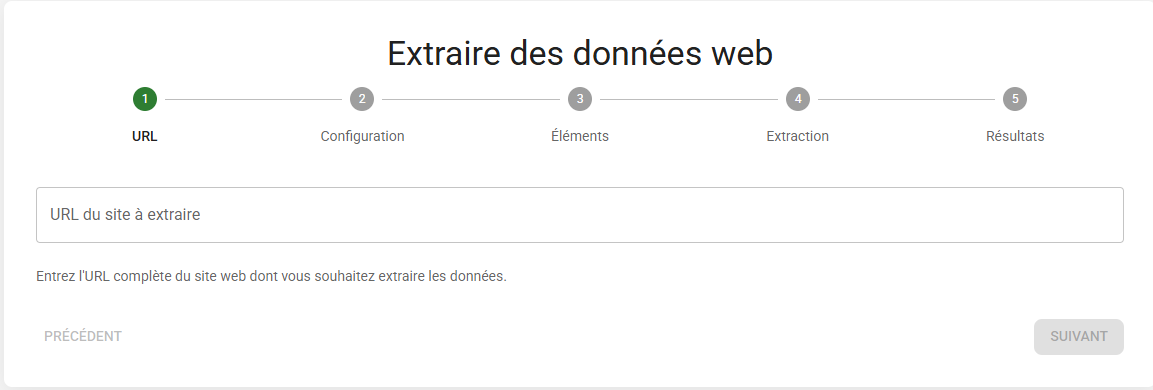 Extraire des données web
1
2
3
4
5
URL
Configuration
Éléments
Extraction
Résultats
URL du site à extraire
Entrez l'URL complète du site web dont vous souhaitez extraire les données.
PRÉCÉDENT
SUIVANT